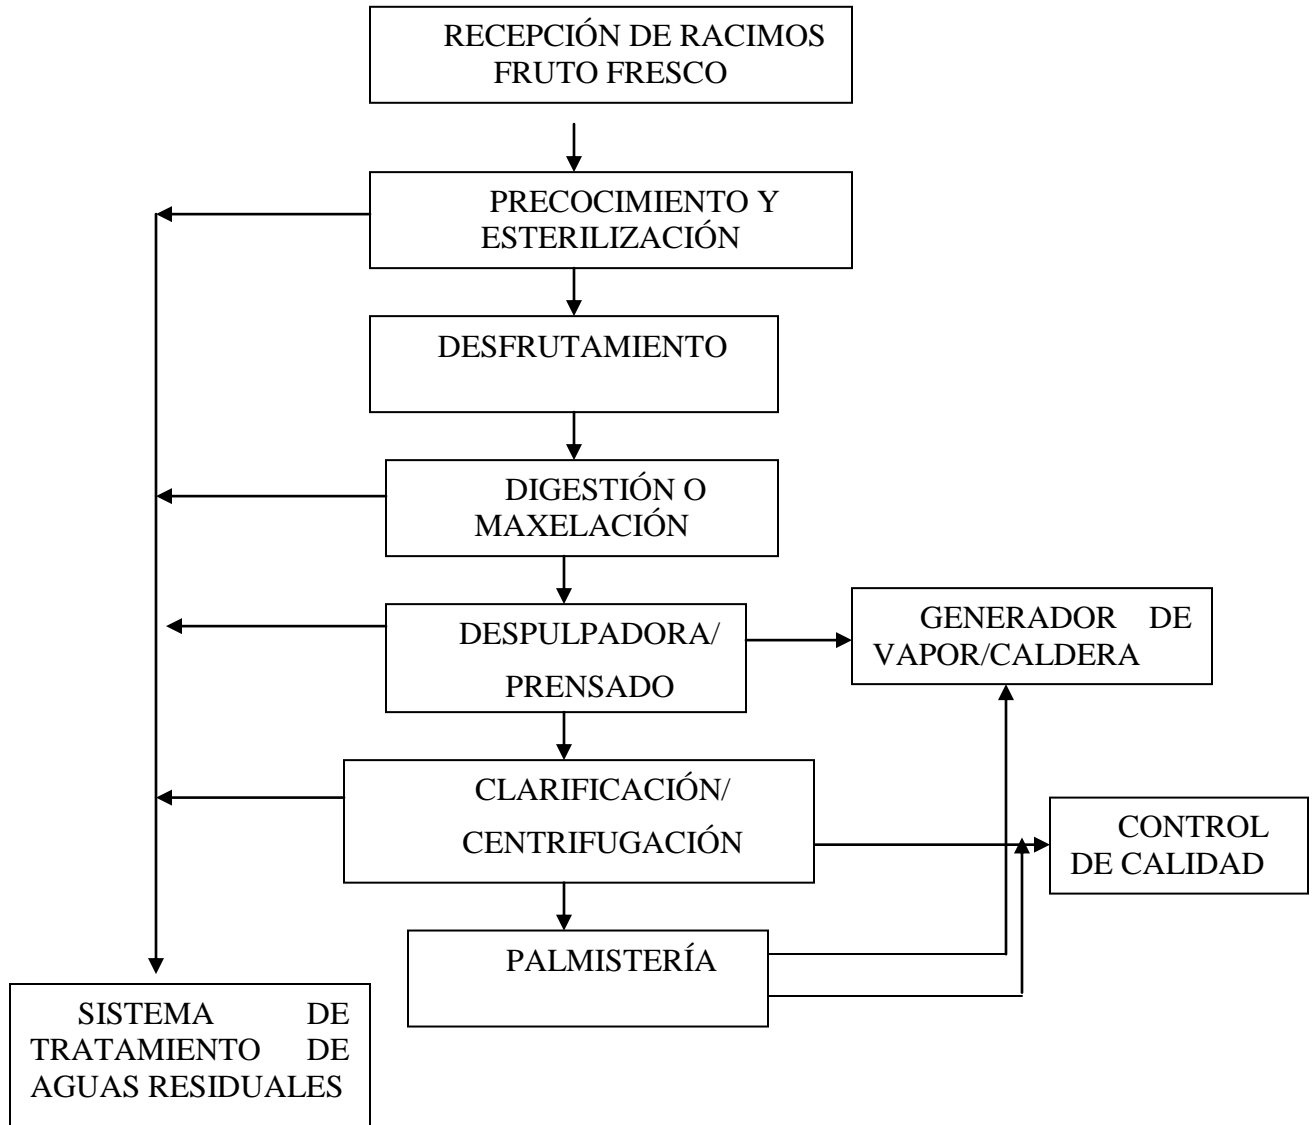 RECEPCIÓN DE RACIMOS
FRUTO FRESCO
PRECOCIMIENTO Y
ESTERILIZACIÓN
DESFRUTAMIENTO
DIGESTIÓN O
MAXELACIÓN
DESPULPADORA/
PRENSADO
GENERADOR DE
VAPOR/CALDERA
CLARIFICACIÓN/
CENTRIFUGACIÓN
CONTROL
DE CALIDAD
PALMISTERÍA
SISTEMA DE
TRATAMIENTO DE
AGUAS RESIDUALES